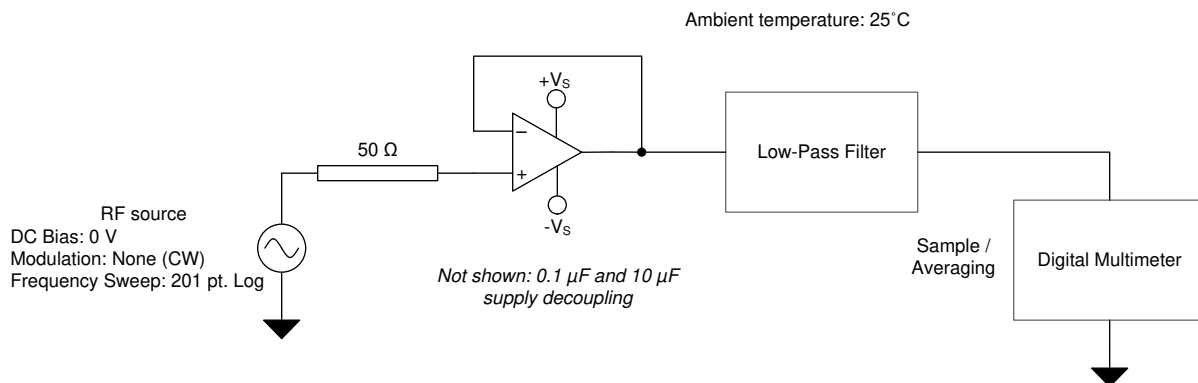 Ambient temperature: 25˚C
+VS
50 Ω
–
+
-VS
Low-Pass Filter
RF source
DC Bias: 0 V
Modulation: None (CW)
Frequency Sweep: 201 pt. Log
Not shown: 0.1 µF and 10 µF
supply decoupling
Sample /
Averaging
Digital Multimeter